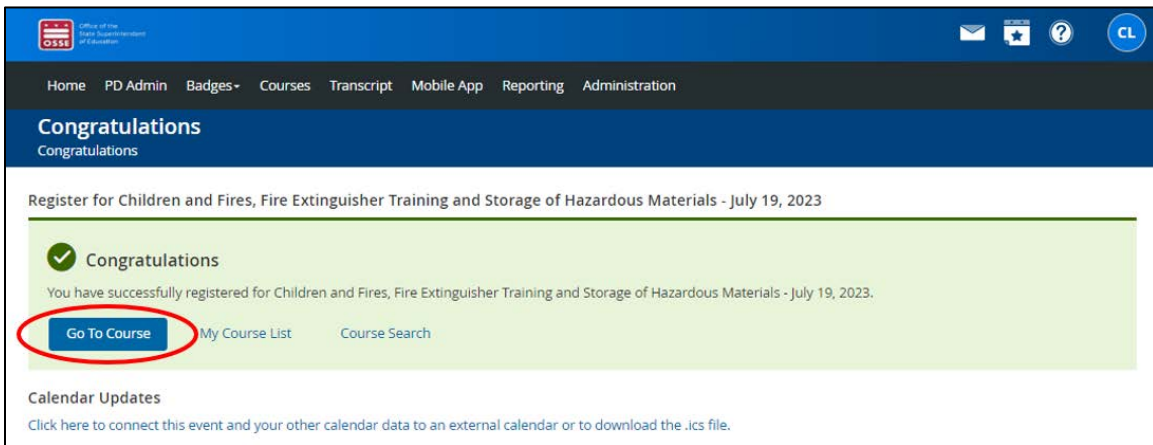 OSSE
Office of the
State Superintendent
of Education
CL
Home PD Admin Badges Courses Transcript Mobile App Reporting Administration
Congratulations
Congratulations
Register for Children and Fires, Fire Extinguisher Training and Storage of Hazardous Materials - July 19, 2023
Congratulations
You have successfully registered for Children and Fires, Fire Extinguisher Training and Storage of Hazardous Materials - July 19, 2023.
Go To Course My Course List Course Search
Calendar Updates
Click here to connect this event and your other calendar data to an external calendar or to download the .ics file.